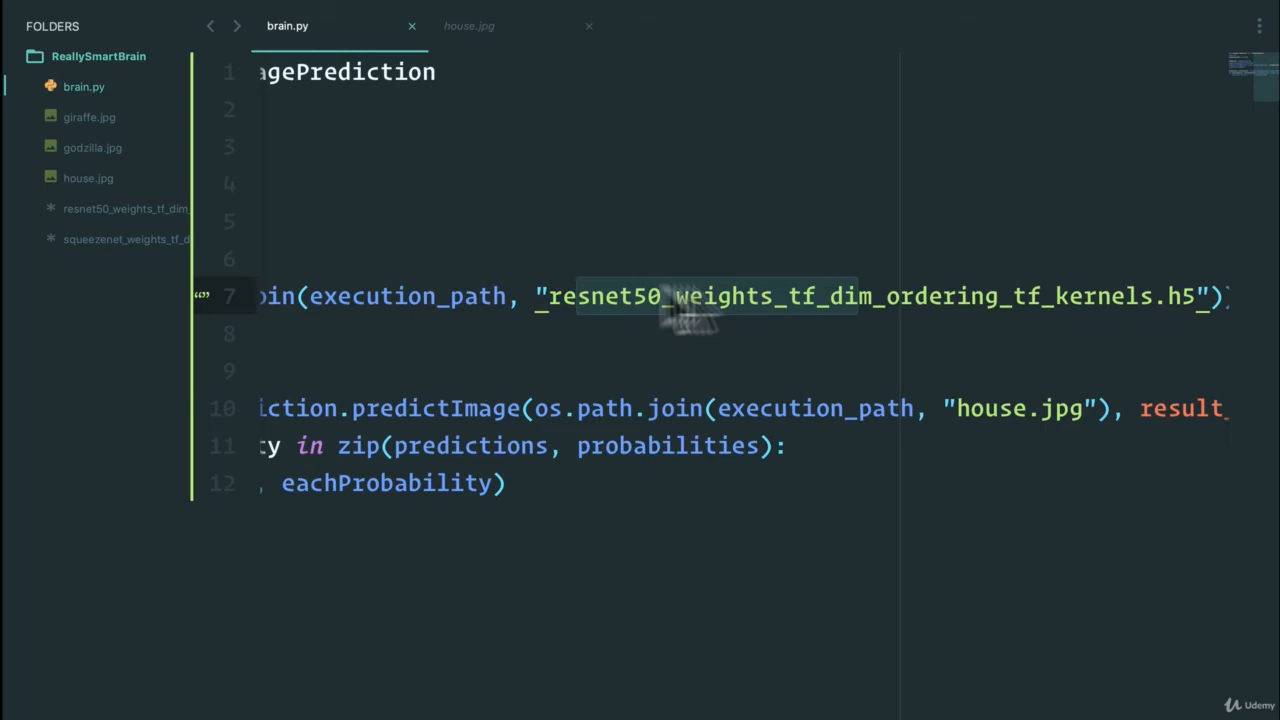 FOLDERS
ReallySmartBrain
brain.py
giraffe.jpg
godzilla.jpg
house.jpg
resnet50_weights_tf_dim_
squeezenet_weights_tf_d
brain.py
house.jpg
1 agePrediction
2
3
4
5
6
“” 7 oin(execution_path, "resnet50_weights_tf_dim_ordering_tf_kernels.h5")
8
9
10 iction.predictImage(os.path.join(execution_path, "house.jpg"), result_
11 ty in zip(predictions, probabilities):
12 , eachProbability)
Udemy